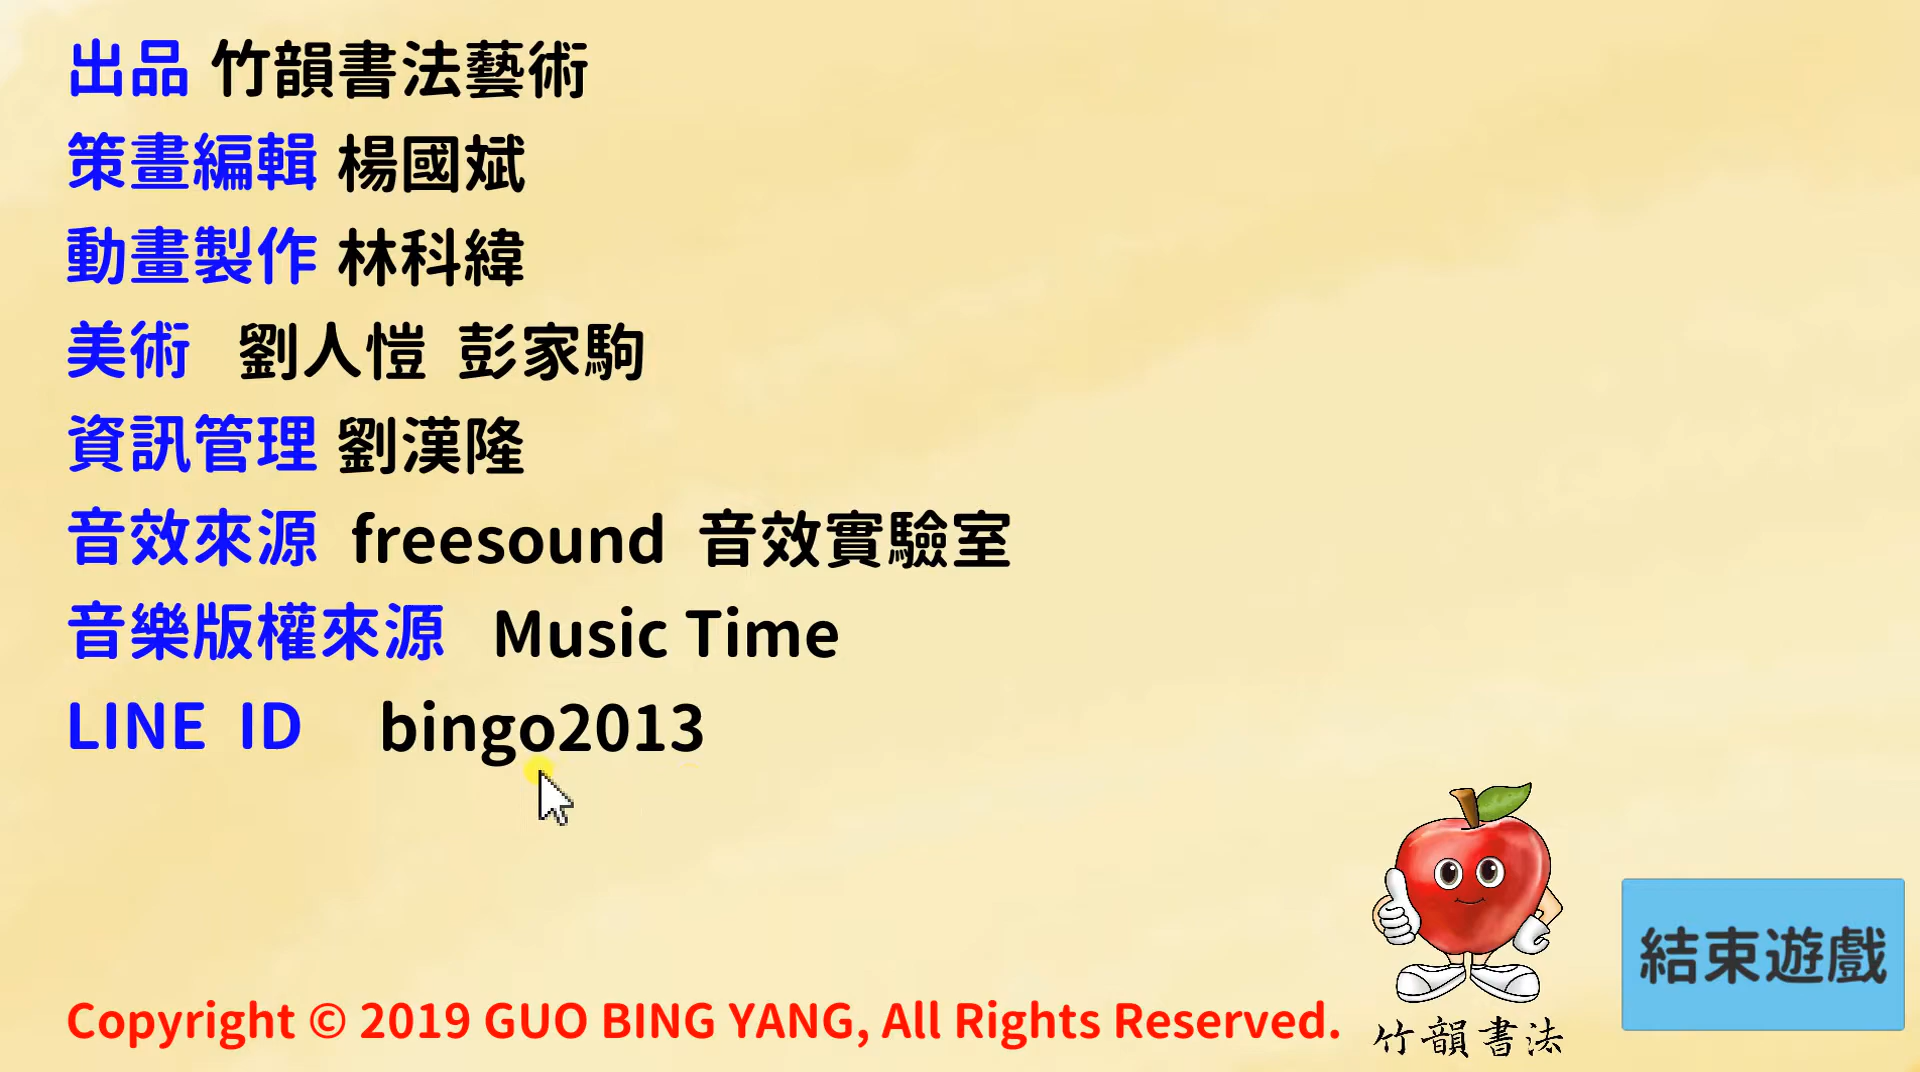 出品 竹韻書法藝術
策畫編輯 楊國斌
動畫製作 林科緯
美術 劉人愷 彭家駒
資訊管理 劉漢隆
音效來源 freesound 音效實驗室
音樂版權來源 Music Time
LINE ID bingo2013
結束遊戲
Copyright © 2019 GUO BING YANG, All Rights Reserved.
竹韻書法